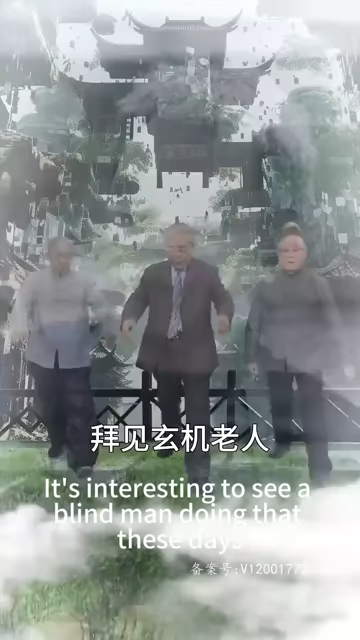 拜见玄机老人
It's interesting to see a
blind man doing that
these days
备案号:V1200177